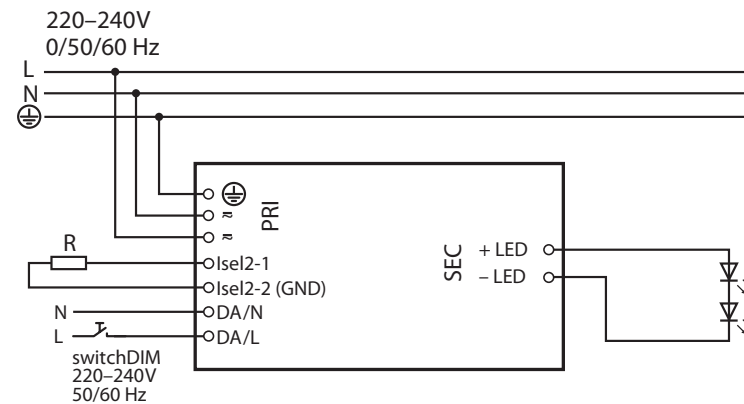 220–240V
0/50/60 Hz
L
N
PRI
≂
≂
R
Isel2-1
Isel2-2 (GND)
N
DA/N
L
DA/L
switchDIM
220–240V
50/60 Hz
SEC
+ LED
– LED